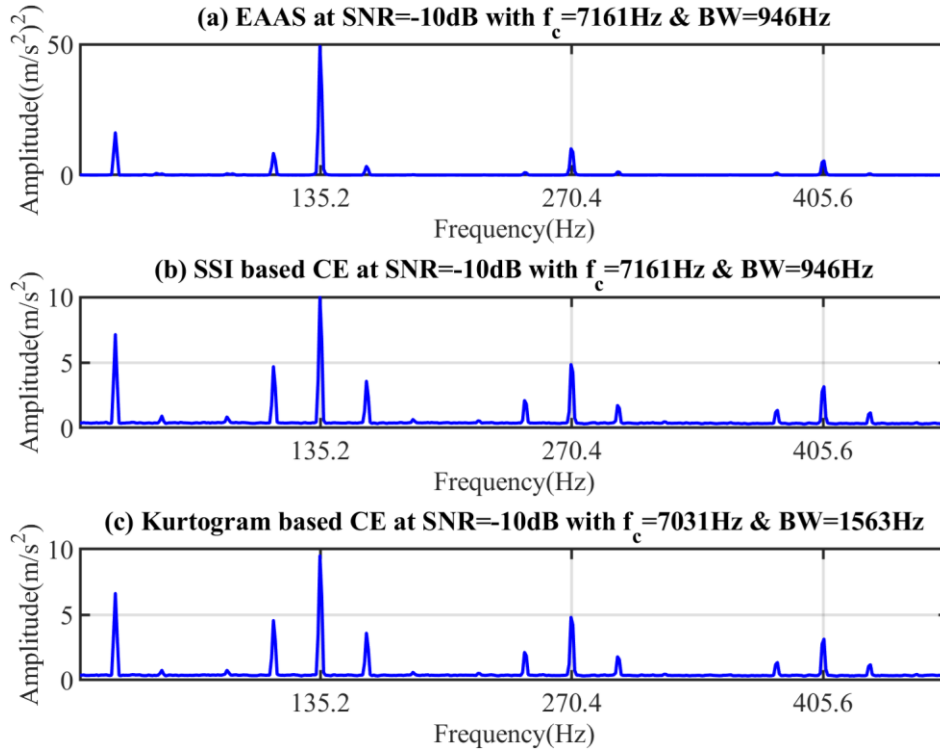 (a) EAAS at SNR=-10dB with f_c=7161Hz & BW=946Hz
Amplitude((m/s²)²)
50
0
135.2 270.4 405.6
Frequency(Hz)
(b) SSI based CE at SNR=-10dB with f_c=7161Hz & BW=946Hz
Amplitude(m/s²)
10
5
0
135.2 270.4 405.6
Frequency(Hz)
(c) Kurtogram based CE at SNR=-10dB with f_c=7031Hz & BW=1563Hz
Amplitude(m/s²)
10
5
0
135.2 270.4 405.6
Frequency(Hz)